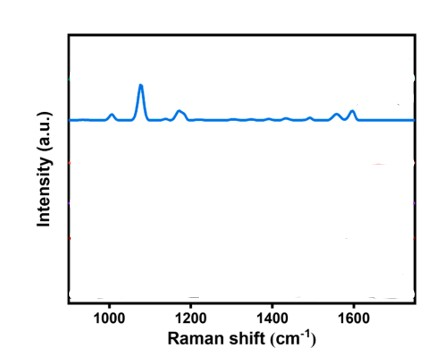 Intensity (a.u.)
1000 1200 1400 1600
Raman shift (cm⁻¹)